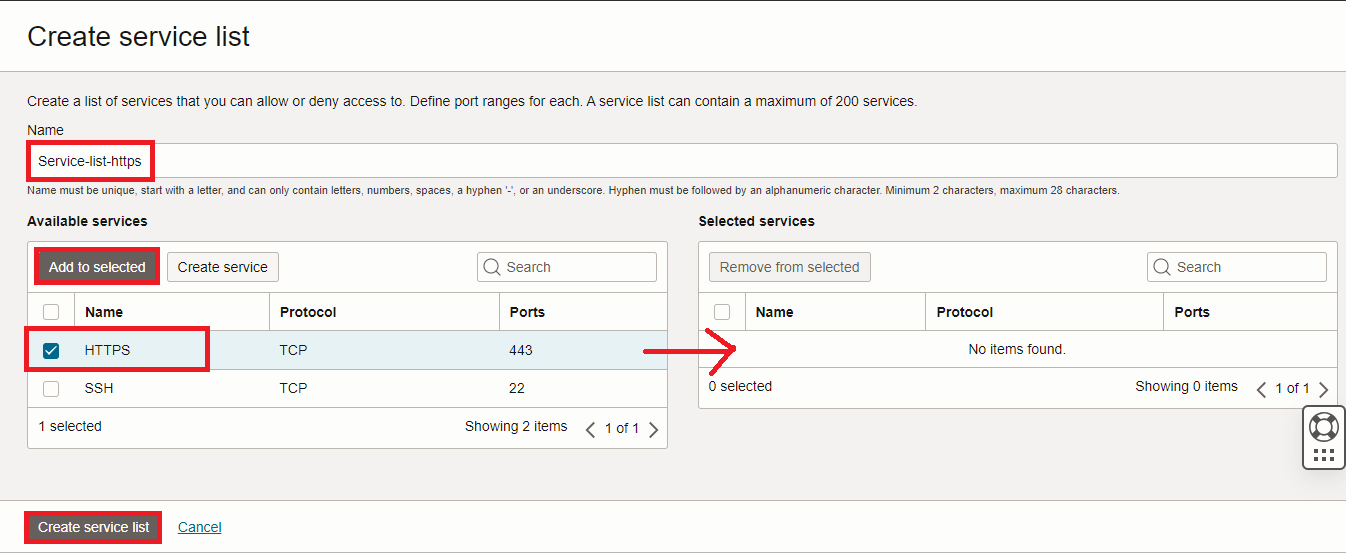 Create service list
Create a list of services that you can allow or deny access to. Define port ranges for each. A service list can contain a maximum of 200 services.
Name
Service-list-https
Name must be unique, start with a letter, and can only contain letters, numbers, spaces, a hyphen '-', or an underscore. Hyphen must be followed by an alphanumeric character. Minimum 2 characters, maximum 28 characters.
Available services
Add to selected Create service Search
Name Protocol Ports
HTTPS TCP 443
SSH TCP 22
1 selected Showing 2 items 1 of 1
Selected services
Remove from selected Search
Name Protocol Ports
No items found.
0 selected Showing 0 items 1 of 1
Create service list Cancel